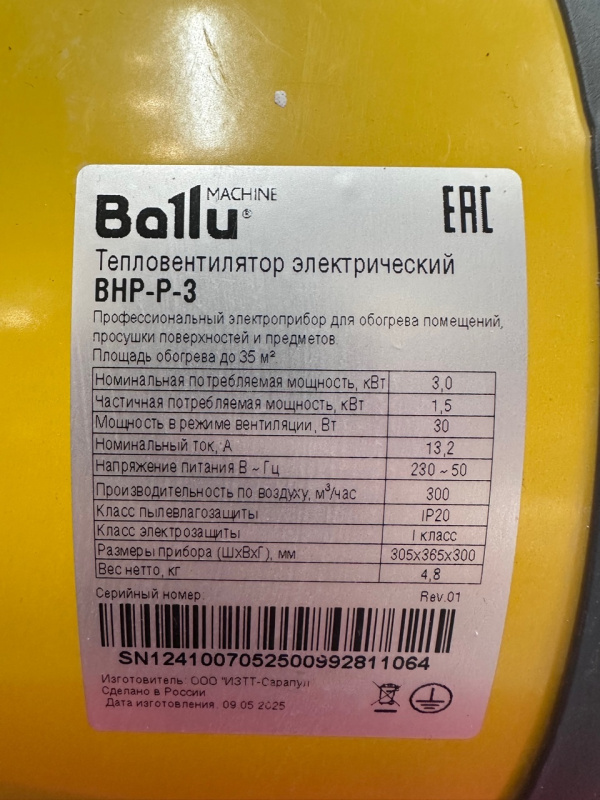 MACHINE
Ballu®
EAC
Тепловентилятор электрический
BHP-P-3
Профессиональный электроприбор для обогрева помещений,
просушки поверхностей и предметов.
Площадь обогрева до 35 м²
Номинальная потребляемая мощность, кВт 3,0
Частичная потребляемая мощность, кВт 1,5
Мощность в режиме вентиляции, Вт 30
Номинальный ток, А 13,2
Напряжение питания В ~ Гц 230 ~ 50
Производительность по воздуху, м³/час 300
Класс пылевлагозащиты IP20
Класс электрозащиты I класс
Размеры прибора (ШхВхГ), мм 305x365x300
Вес нетто, кг 4,8
Серийный номер: Rev.01
SN1241007052500992811064
Изготовитель: ООО "ИЗТТ-Сарапул"
Сделано в России
Дата изготовления: 09.05.2025